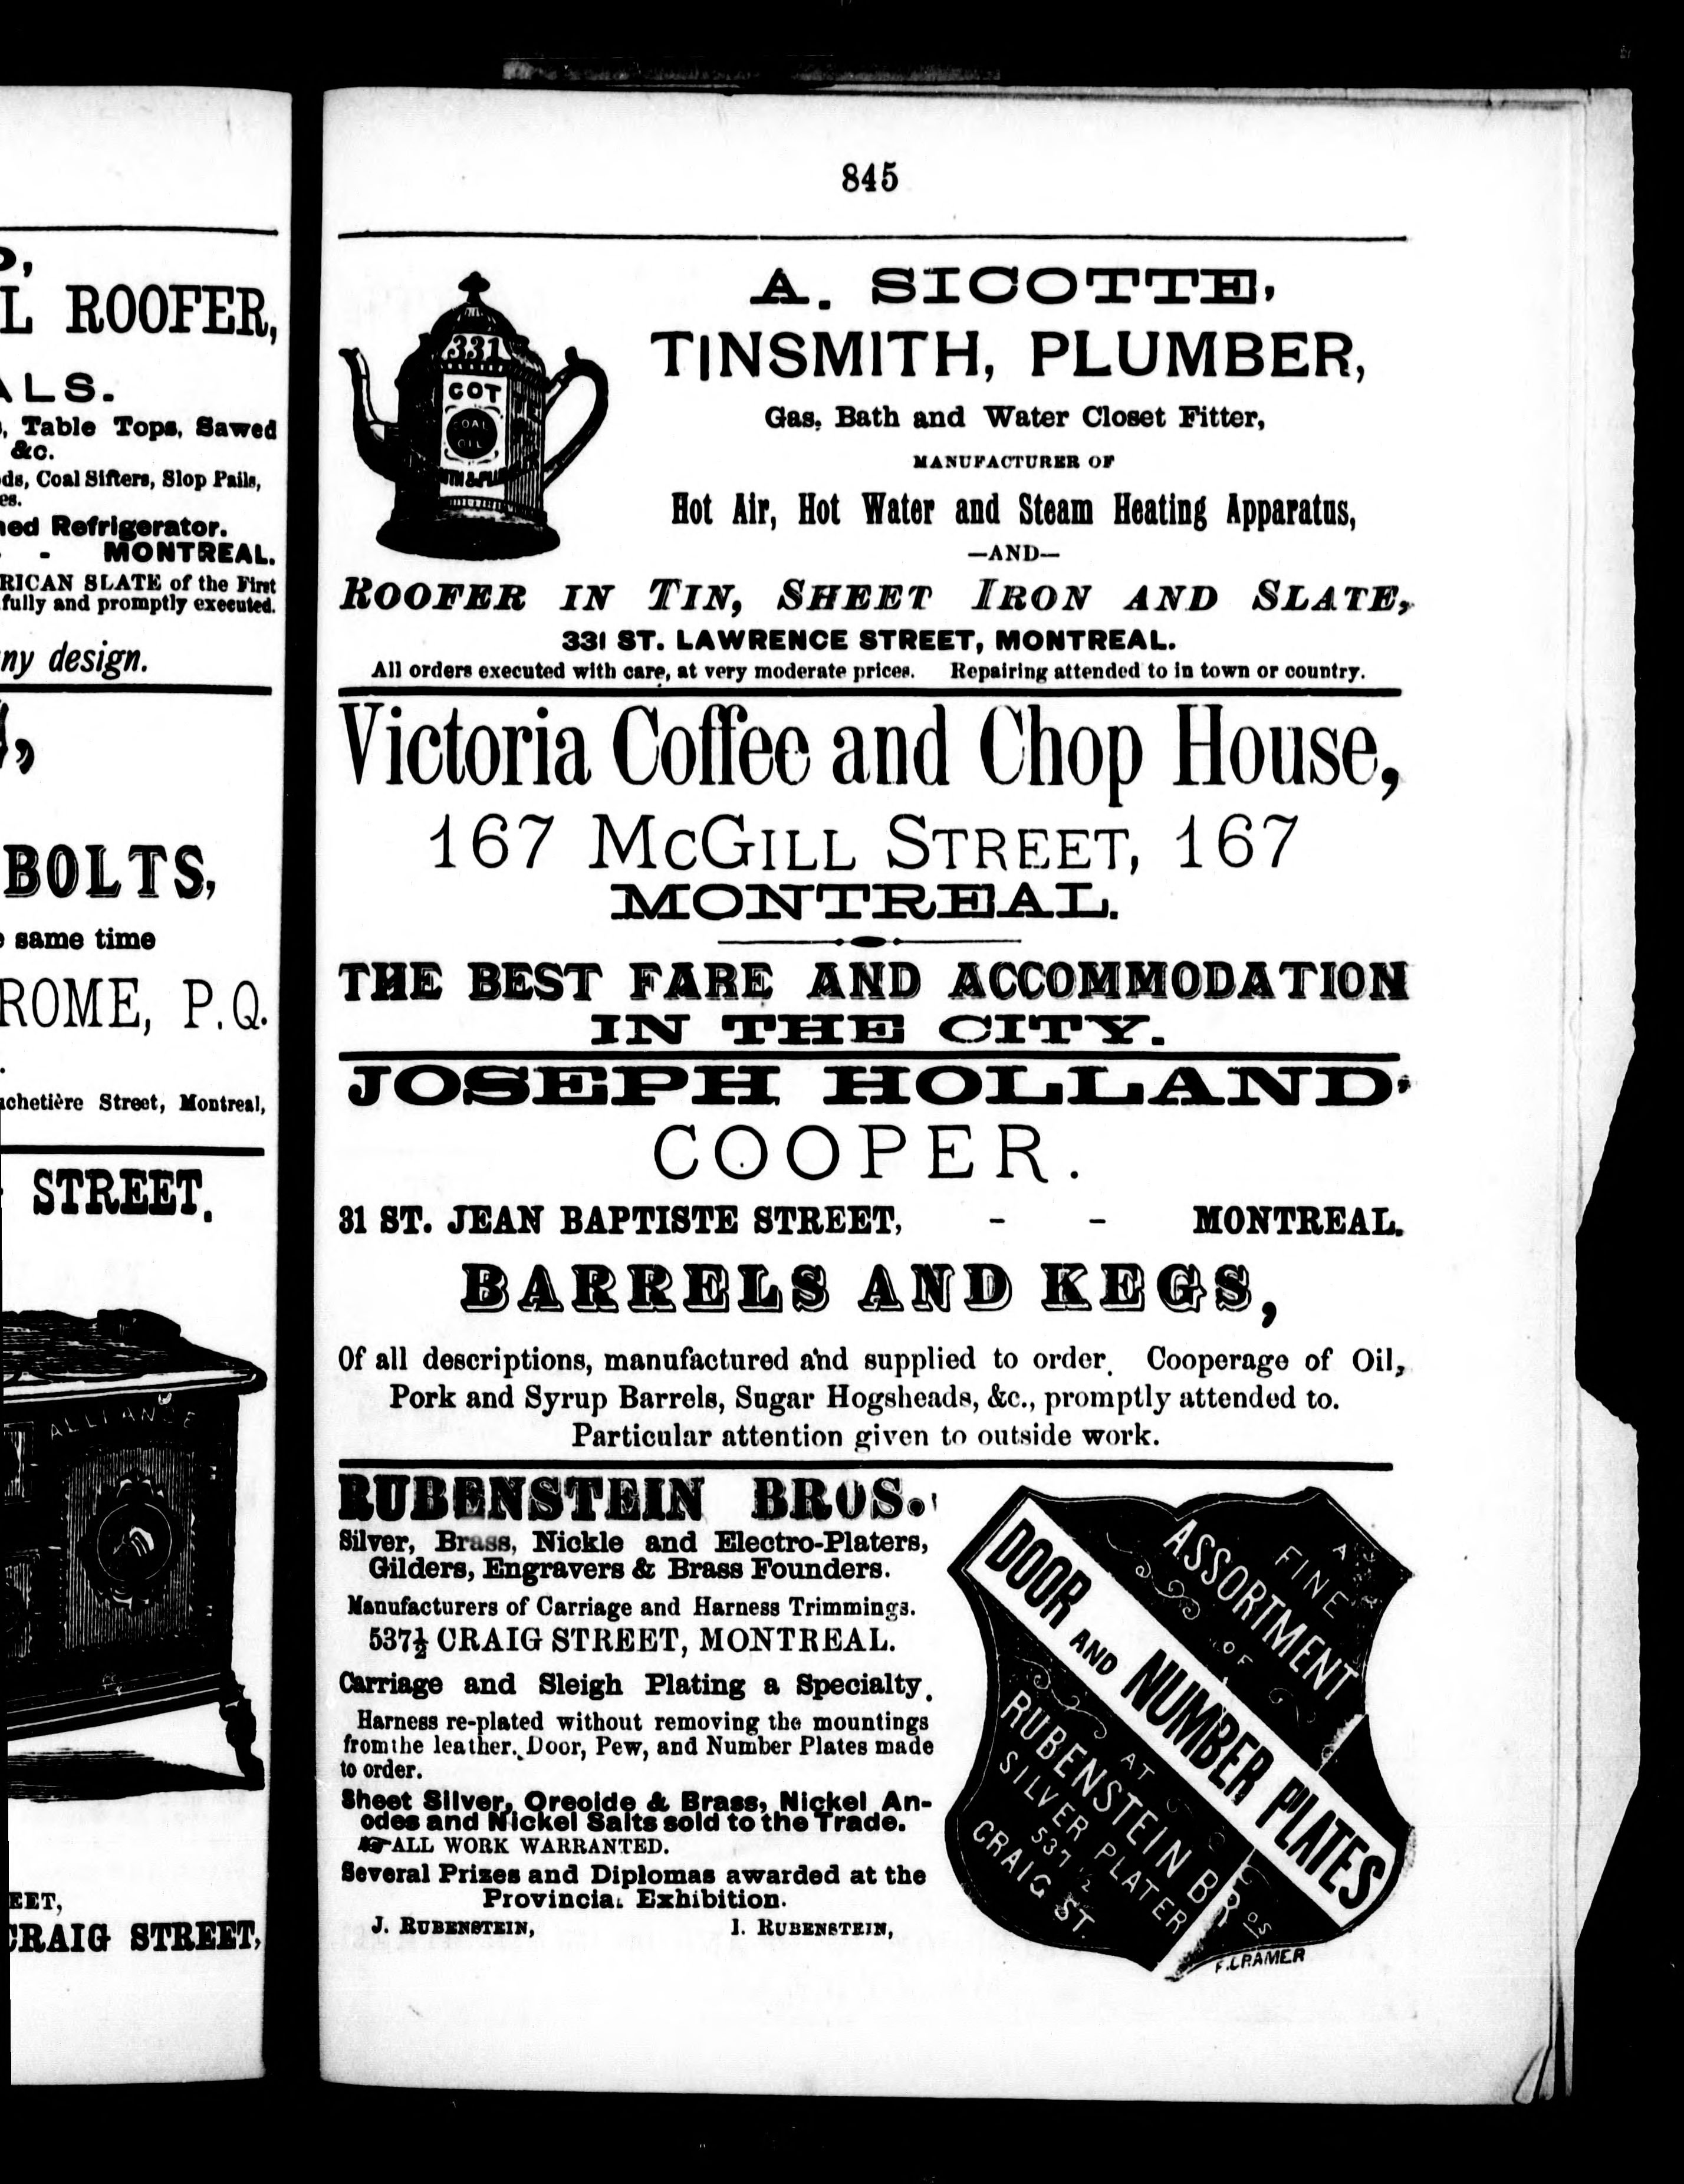 L ROOFER,
ALS.
Table Tops, Sawed
&c.
ds, Coal Sifters, Slop Pails,
es.
ned Refrigerator.
- MONTREAL.
RICAN SLATE of the First
fully and promptly executed.
ny design.
BOLTS,
same time
ROME, P.Q.
achetière Street, Montreal,
STREET.
ALLIANCE
EET,
CRAIG STREET,
845
331
COT
COAL
OIL
A. SICOTTE,
TINSMITH, PLUMBER,
Gas, Bath and Water Closet Fitter,
MANUFACTURER OF
Hot Air, Hot Water and Steam Heating Apparatus,
—AND—
ROOFER IN TIN, SHEET IRON AND SLATE,
331 ST. LAWRENCE STREET, MONTREAL.
All orders executed with care, at very moderate prices. Repairing attended to in town or country.
Victoria Coffee and Chop House,
167 McGILL STREET, 167
MONTREAL.
THE BEST FARE AND ACCOMMODATION
IN THE CITY.
JOSEPH HOLLAND,
COOPER.
31 ST. JEAN BAPTISTE STREET, - - MONTREAL.
BARRELS AND KEGS,
Of all descriptions, manufactured and supplied to order. Cooperage of Oil,
Pork and Syrup Barrels, Sugar Hogsheads, &c., promptly attended to.
Particular attention given to outside work.
RUBENSTEIN BROS.,
Silver, Brass, Nickle and Electro-Platers,
Gilders, Engravers & Brass Founders.
Manufacturers of Carriage and Harness Trimmings.
537½ CRAIG STREET, MONTREAL.
Carriage and Sleigh Plating a Specialty.
Harness re-plated without removing the mountings
from the leather. Door, Pew, and Number Plates made
to order.
Sheet Silver, Oreoide & Brass, Nickel An-
odes and Nickel Salts sold to the Trade.
☞ALL WORK WARRANTED.
Several Prizes and Diplomas awarded at the
Provincial Exhibition.
J. RUBENSTEIN, I. RUBENSTEIN,
A
FINE
ASSORTMENT
OF
DOOR AND NUMBER PLATES
AT
RUBENSTEIN BROS
SILVER PLATER
537½
CRAIG ST.